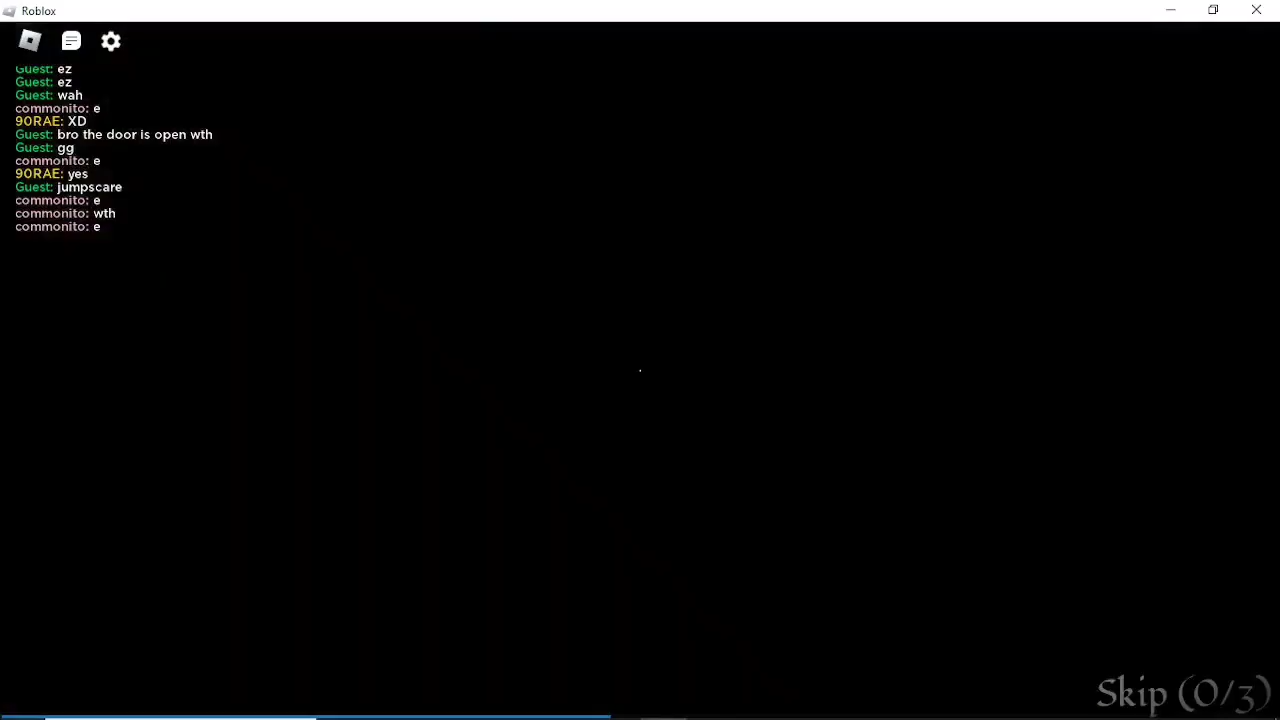 Roblox
Guest: ez
Guest: ez
Guest: wah
commonito: e
90RAE: XD
Guest: bro the door is open wth
Guest: gg
commonito: e
90RAE: yes
Guest: jumpscare
commonito: e
commonito: wth
commonito: e
Skip (0/3)